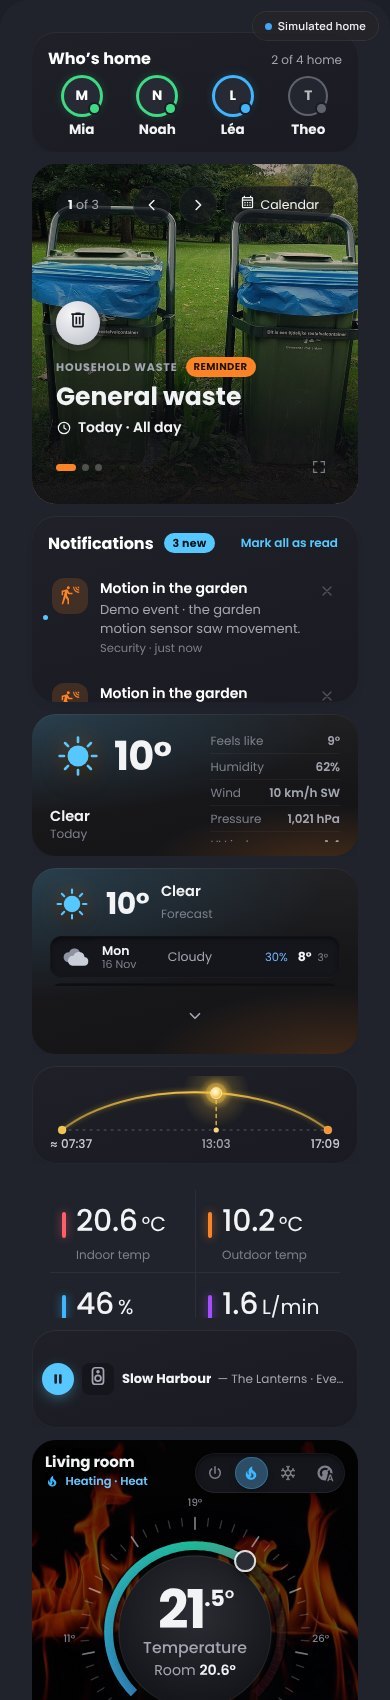 Simulated home
Who's home
2 of 4 home
M
N
L
T
Mia
Noah
Léa
Theo
1 of 3
Calendar
HOUSEHOLD WASTE
REMINDER
General waste
Today · All day
Notifications
3 new
Mark all as read
Motion in the garden
Demo event · the garden
motion sensor saw movement.
Security · just now
Motion in the garden
10°
Clear
Today
Feels like 9°
Humidity 62%
Wind 10 km/h SW
Pressure 1,021 hPa
10°
Clear
Forecast
Mon
16 Nov
Cloudy
30% 8° 3°
≈ 07:37
13:03
17:09
20.6 °C
Indoor temp
10.2 °C
Outdoor temp
46 %
1.6 L/min
Slow Harbour — The Lanterns · Eve...
Living room
Heating · Heat
19°
11°
26°
21.5°
Temperature
Room 20.6°